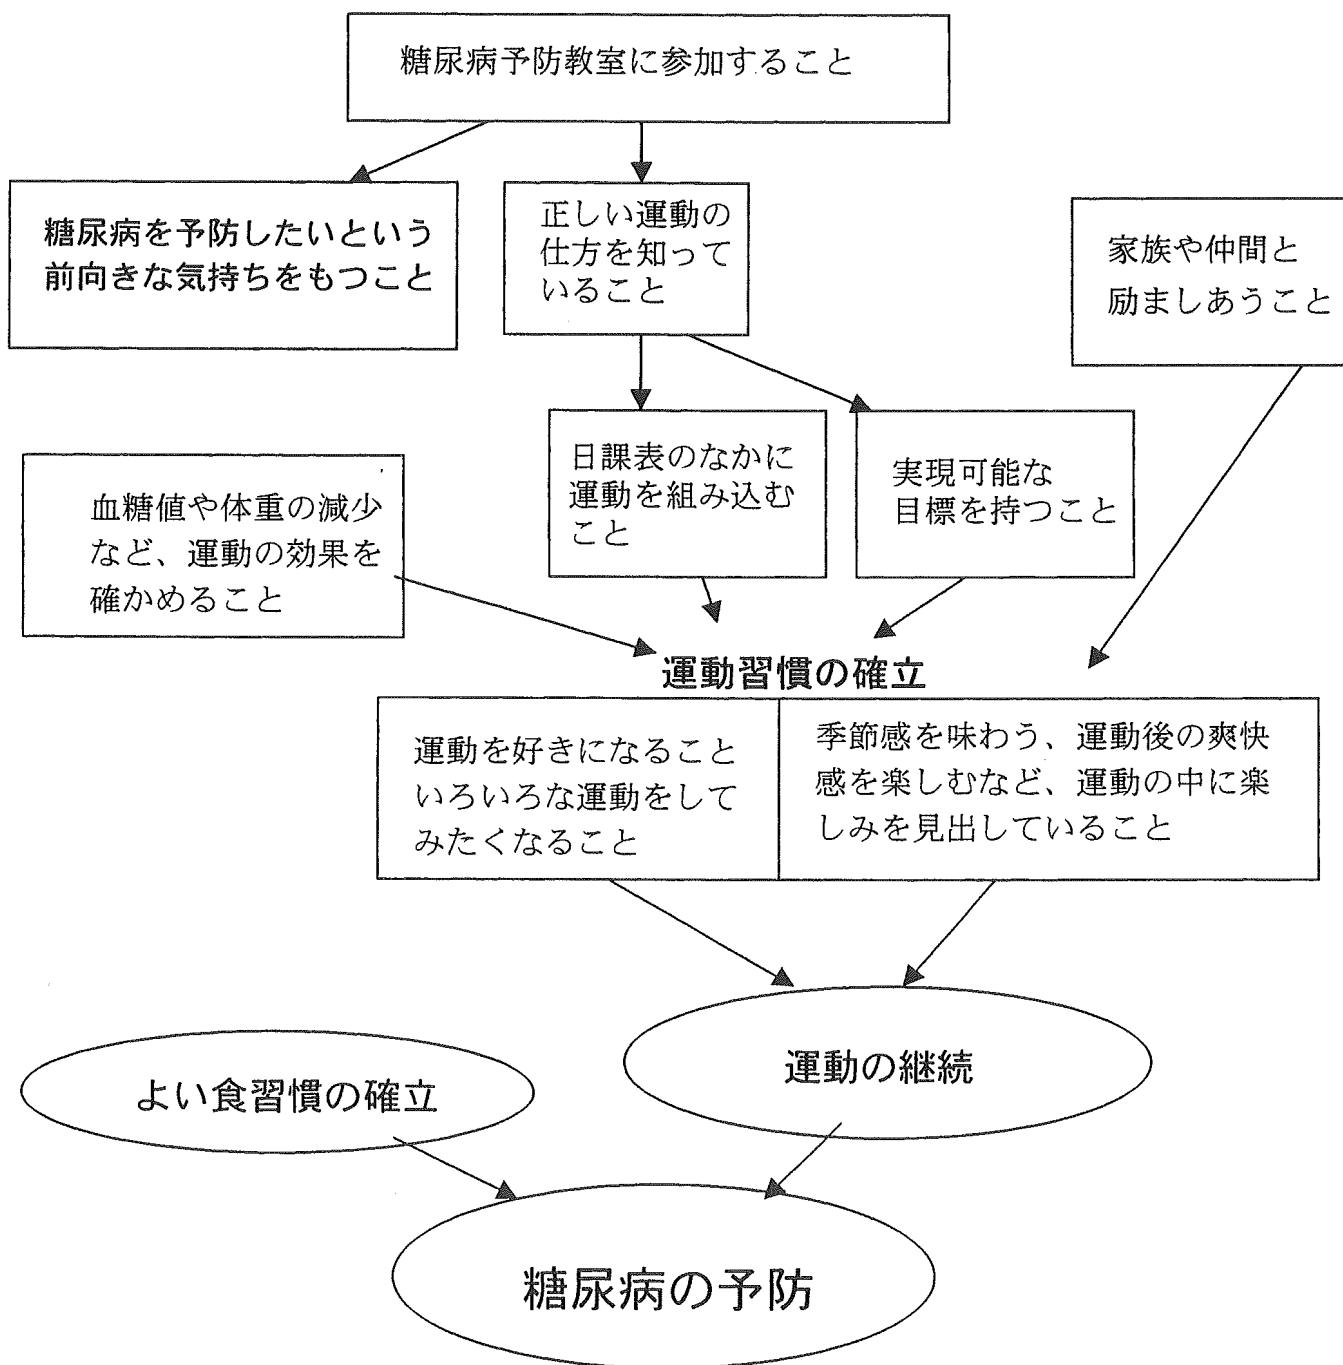 糖尿病予防教室に参加すること
糖尿病を予防したいという
前向きな気持ちをもつこと
正しい運動の
仕方を知って
いること
家族や仲間と
励ましあうこと
日課表のなかに
運動を組み込む
こと
実現可能な
目標を持つこと
血糖値や体重の減少
など、運動の効果を
確かめること
運動習慣の確立
運動を好きになること
いろいろな運動をして
みたくなること
季節感を味わう、運動後の爽快
感を楽しむなど、運動の中に楽
しみを見出していること
運動の継続
よい食習慣の確立
糖尿病の予防